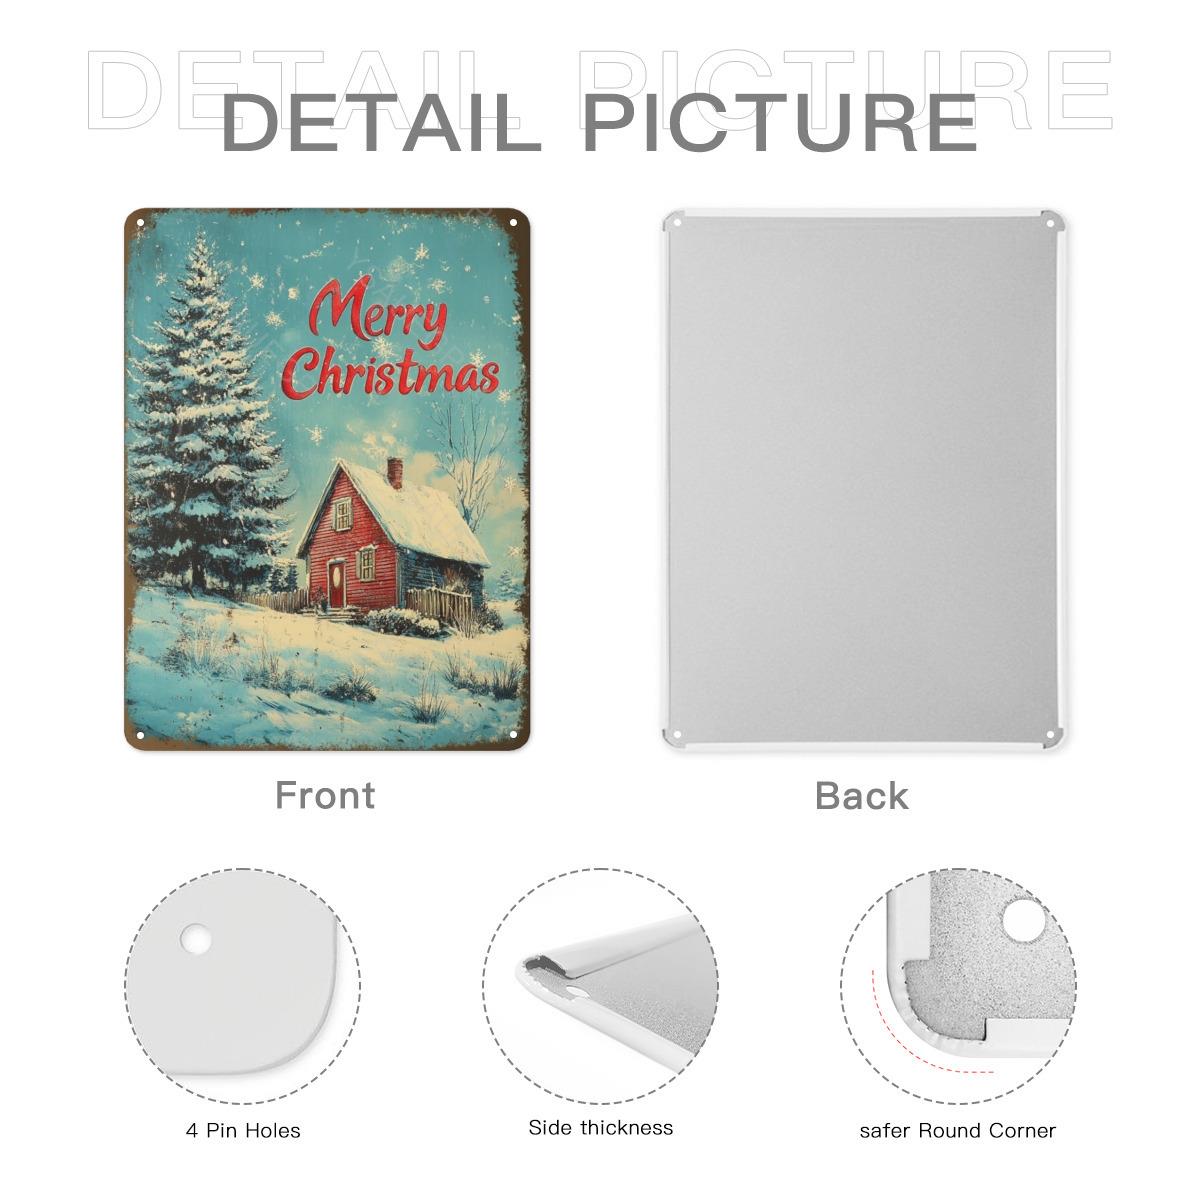 DETAIL PICTURE
DETAIL PICTURE
Merry
Christmas
Front
Back
4 Pin Holes
Side thickness
safer Round Corner